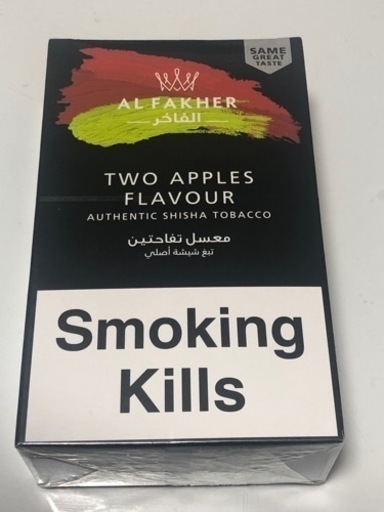 SAME
GREAT
TASTE
AL FAKHER
الفاخر
TWO APPLES
FLAVOUR
AUTHENTIC SHISHA TOBACCO
معسل تفاحتين
تبغ شيشة أصلي
Smoking
Kills